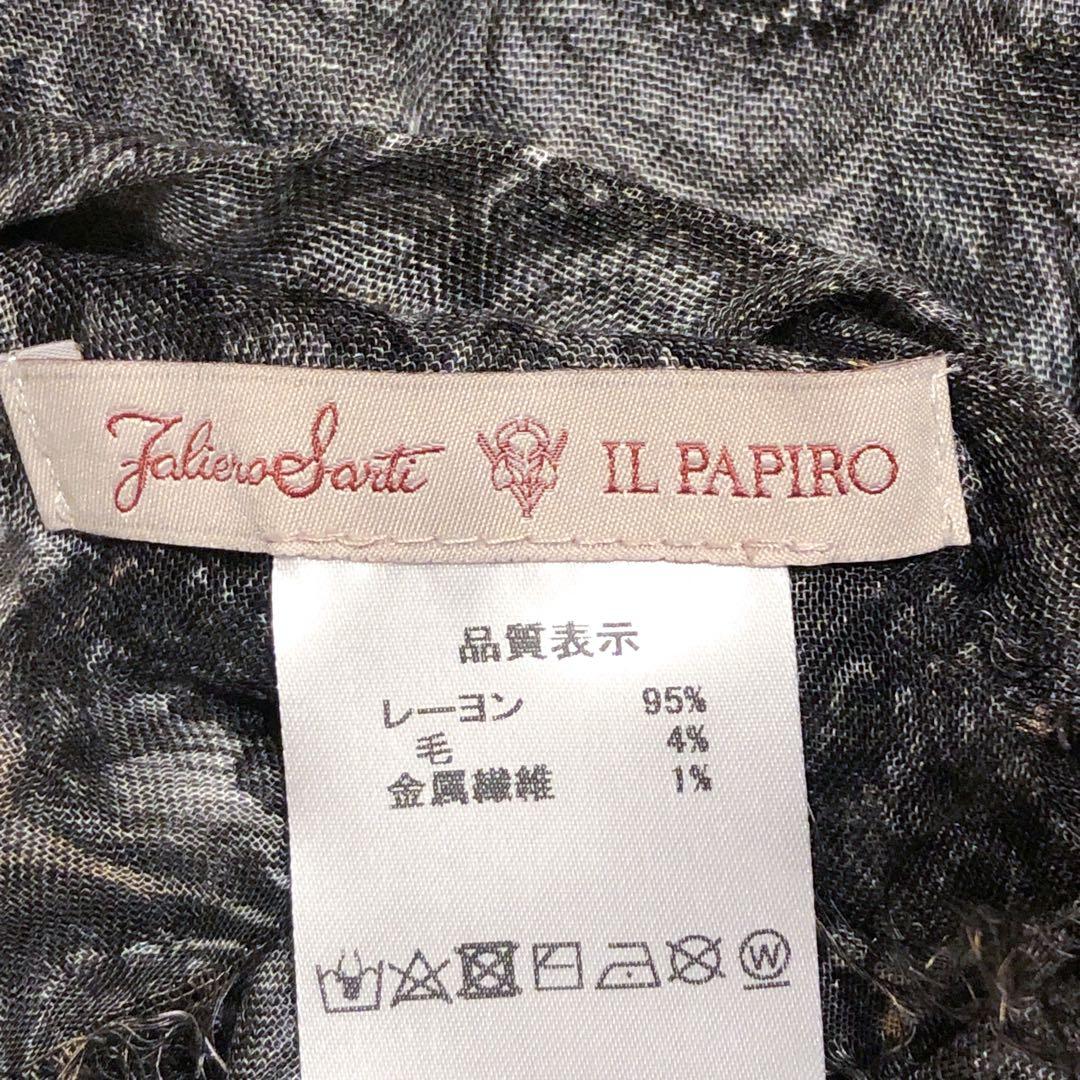 Faliero Sarti IL PAPIRO
品質表示
レーヨン 95%
毛 4%
金属繊維 1%
W